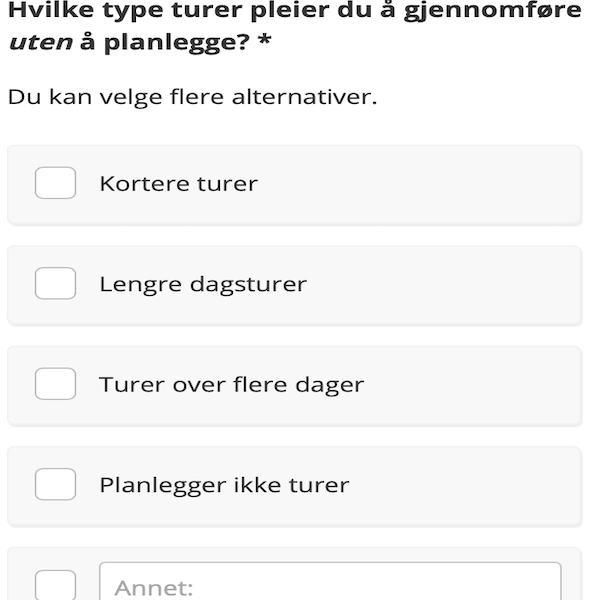 Hvilke type turer pleier du å gjennomføre
uten å planlegge? *
Du kan velge flere alternativer.
Kortere turer
Lengre dagsturer
Turer over flere dager
Planlegger ikke turer
Annet: